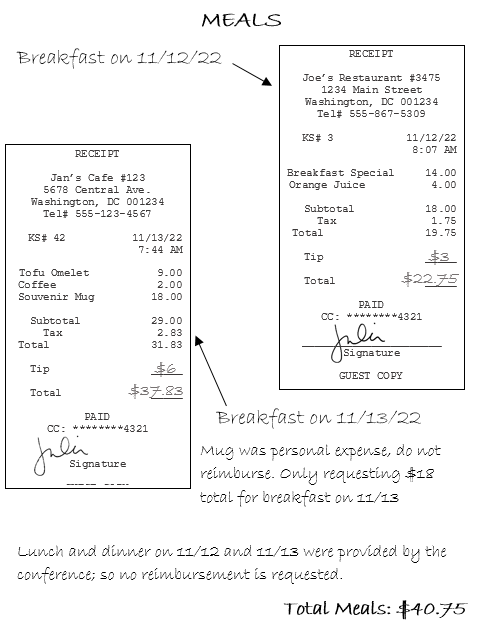 MEALS
Breakfast on 11/12/22
RECEIPT
Joe's Restaurant #3475
1234 Main Street
Washington, DC 001234
Tel# 555-867-5309
KS# 3 11/12/22
8:07 AM
Breakfast Special 14.00
Orange Juice 4.00
Subtotal 18.00
Tax 1.75
Total 19.75
Tip $3
Total $22.75
PAID
CC: ********4321
Julie
Signature
GUEST COPY
RECEIPT
Jan's Cafe #123
5678 Central Ave.
Washington, DC 001234
Tel# 555-123-4567
KS# 42 11/13/22
7:44 AM
Tofu Omelet 9.00
Coffee 2.00
Souvenir Mug 18.00
Subtotal 29.00
Tax 2.83
Total 31.83
Tip $6
Total $37.83
PAID
CC: ********4321
Julie
Signature
Breakfast on 11/13/22
Mug was personal expense, do not
reimburse. Only requesting $18
total for breakfast on 11/13
Lunch and dinner on 11/12 and 11/13 were provided by the
conference; so no reimbursement is requested.
Total Meals: $40.75